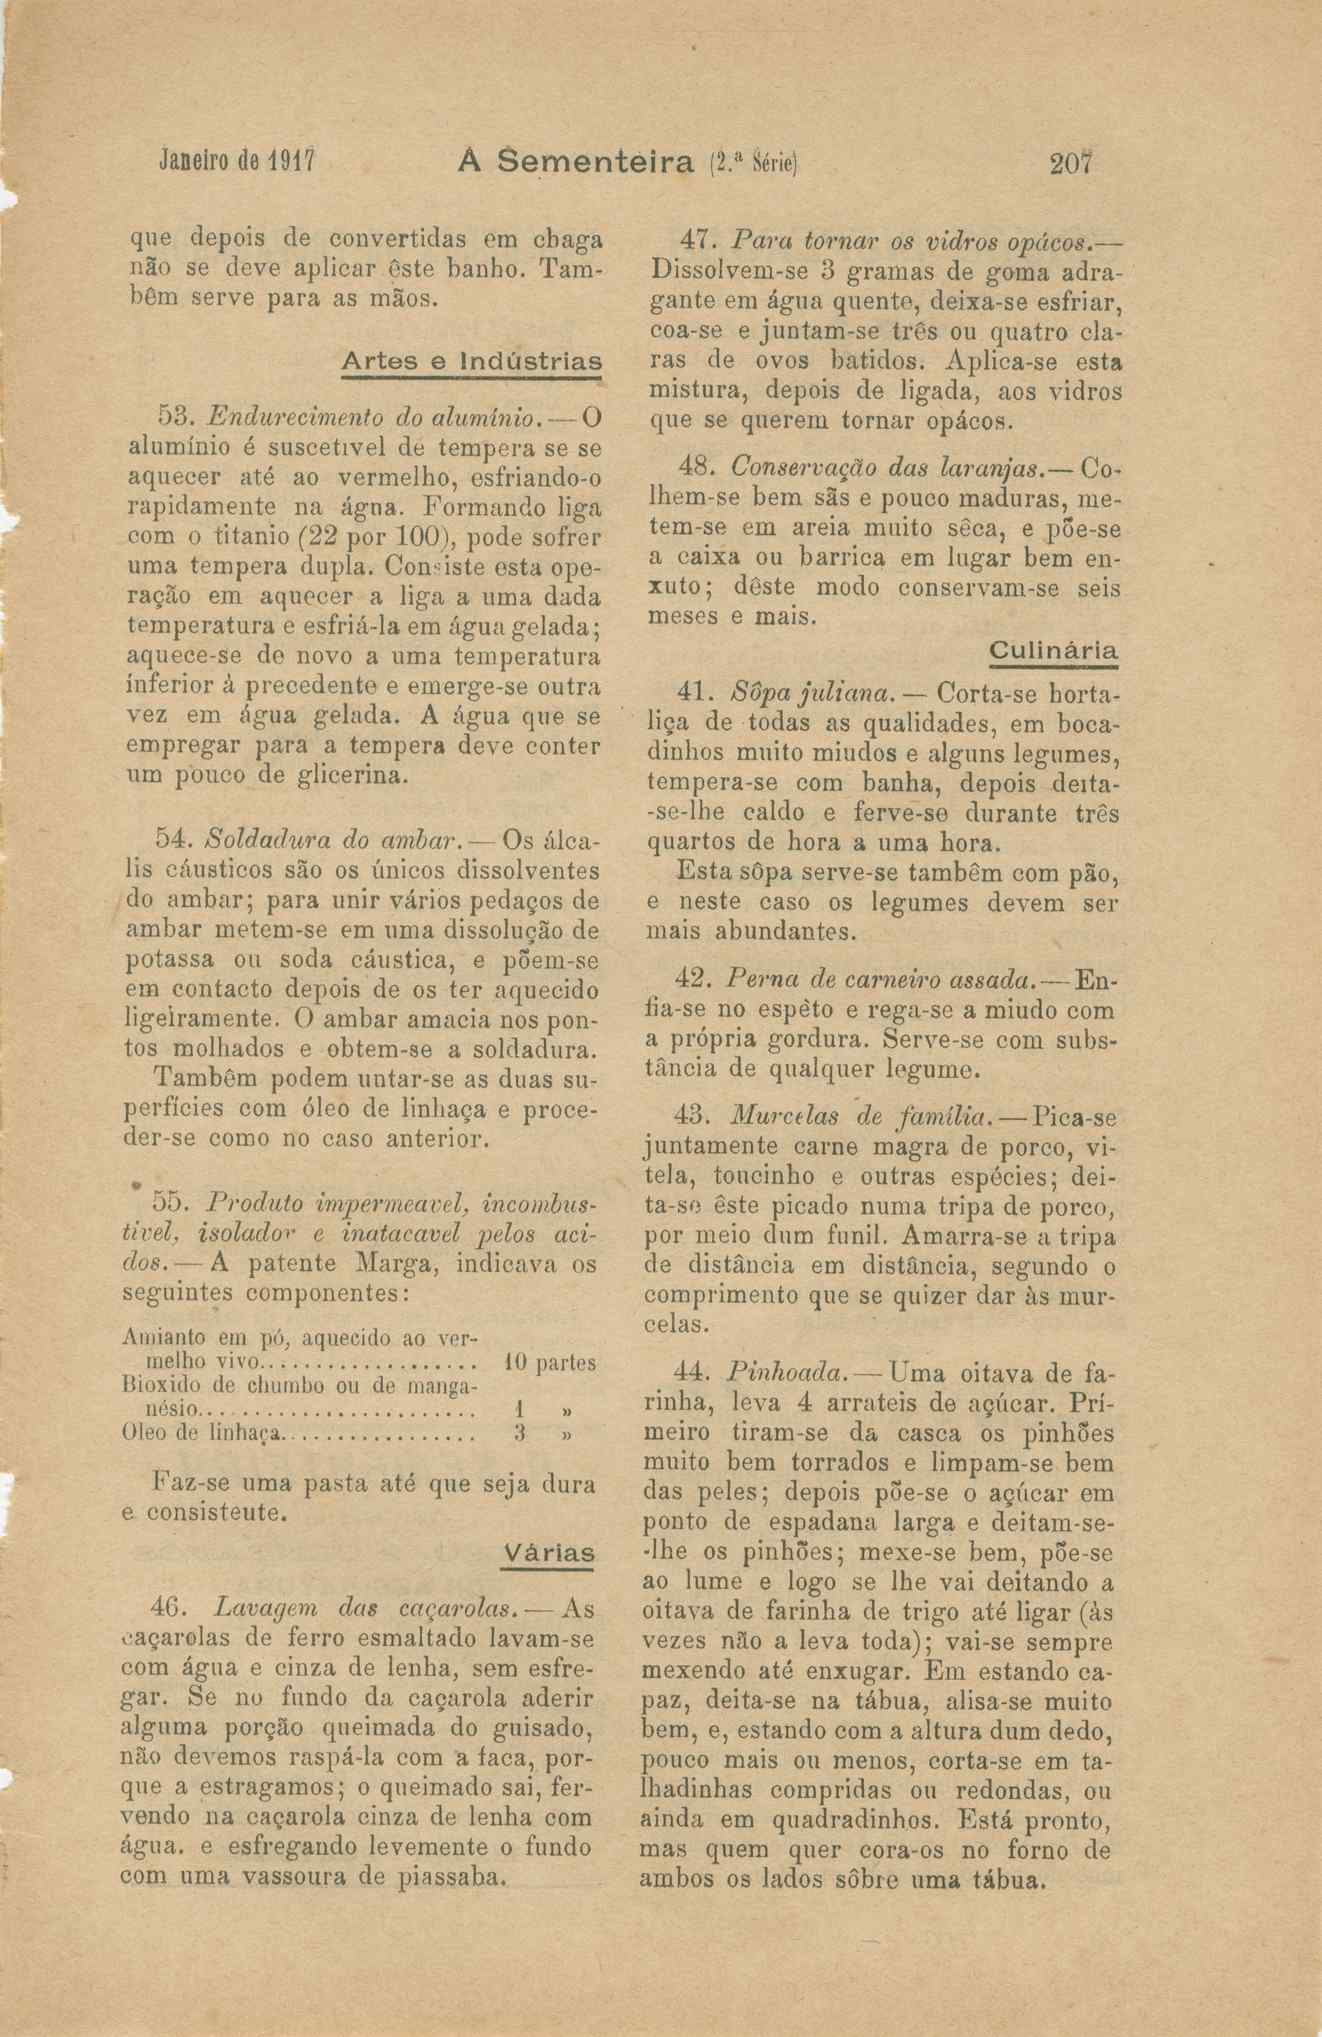 Janeiro de 1917 A Sementeira (2.ª Série) 207
que depois de convertidas em chaga
não se deve aplicar êste banho. Tam-
bêm serve para as mãos.
Artes e Indústrias
53. Endurecimento do alumínio. — O
alumínio é suscetivel de tempera se se
aquecer até ao vermelho, esfriando-o
rapidamente na água. Formando liga
com o titanio (22 por 100), pode sofrer
uma tempera dupla. Consiste esta ope-
ração em aquecer a liga a uma dada
temperatura e esfriá-la em água gelada;
aquece-se de novo a uma temperatura
ínferior à precedente e emerge-se outra
vez em água gelada. A água que se
empregar para a tempera deve conter
um pouco de glicerina.
54. Soldadura do ambar. — Os álca-
lis cáusticos são os únicos dissolventes
do ambar; para unir vários pedaços de
ambar metem-se em uma dissolução de
potassa ou soda cáustica, e põem-se
em contacto depois de os ter aquecido
ligeiramente. O ambar amacia nos pon-
tos molhados e obtem-se a soldadura.
Tambêm podem untar-se as duas su-
perfícies com óleo de linhaça e proce-
der-se como no caso anterior.
55. Produto impermeavel, incombus-
tivel, isolador e inatacavel pelos aci-
dos. — A patente Marga, indicava os
seguintes componentes:
Amianto em pó, aquecido ao ver-
melho vivo.................... 10 partes
Bioxido de chumbo ou de manga-
nésio......................... 1 »
Oleo de linhaça.................. 3 »
Faz-se uma pasta até que seja dura
e consisteute.
Várias
46. Lavagem das caçarolas. — As
caçarolas de ferro esmaltado lavam-se
com água e cinza de lenha, sem esfre-
gar. Se no fundo da caçarola aderir
alguma porção queimada do guisado,
não devemos raspá-la com a faca, por-
que a estragamos; o queimado sai, fer-
vendo na caçarola cinza de lenha com
água. e esfregando levemente o fundo
com uma vassoura de piassaba.
47. Para tornar os vidros opácos. —
Dissolvem-se 3 gramas de goma adra-
gante em água quente, deixa-se esfriar,
coa-se e juntam-se três ou quatro cla-
ras de ovos batidos. Aplica-se esta
mistura, depois de ligada, aos vidros
que se querem tornar opácos.
48. Conservação das laranjas. — Co-
lhem-se bem sãs e pouco maduras, me-
tem-se em areia muito sêca, e põe-se
a caixa ou barrica em lugar bem en-
xuto; dêste modo conservam-se seis
meses e mais.
Culinária
41. Sôpa juliana. — Corta-se horta-
liça de todas as qualidades, em boca-
dinhos muito miudos e alguns legumes,
tempera-se com banha, depois deita-
-se-lhe caldo e ferve-se durante três
quartos de hora a uma hora.
Esta sôpa serve-se tambêm com pão,
e neste caso os legumes devem ser
mais abundantes.
42. Perna de carneiro assada. — En-
fia-se no espèto e rega-se a miudo com
a própria gordura. Serve-se com subs-
tância de qualquer legume.
43. Murcelas de família. — Pica-se
juntamente carne magra de porco, vi-
tela, toucinho e outras espécies; dei-
ta-se êste picado numa tripa de porco,
por meio dum funil. Amarra-se a tripa
de distância em distância, segundo o
comprimento que se quizer dar às mur-
celas.
44. Pinhoada. — Uma oitava de fa-
rinha, leva 4 arrateis de açúcar. Prí-
meiro tiram-se da casca os pinhões
muito bem torrados e limpam-se bem
das peles; depois põe-se o açúcar em
ponto de espadana larga e deitam-se-
-lhe os pinhões; mexe-se bem, põe-se
ao lume e logo se lhe vai deitando a
oitava de farinha de trigo até ligar (às
vezes não a leva toda); vai-se sempre
mexendo até enxugar. Em estando ca-
paz, deita-se na tábua, alisa-se muito
bem, e, estando com a altura dum dedo,
pouco mais ou menos, corta-se em ta-
lhadinhas compridas ou redondas, ou
ainda em quadradinhos. Está pronto,
mas quem quer cora-os no forno de
ambos os lados sôbre uma tábua.